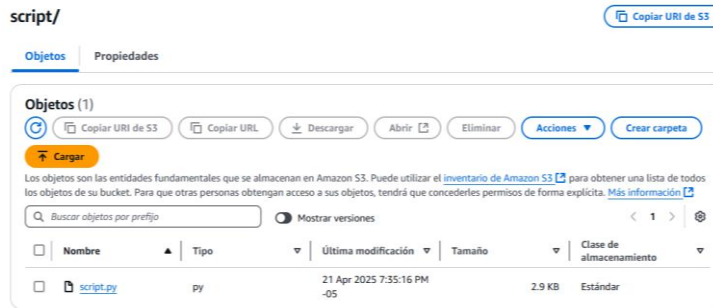 script/
Copiar URI de S3
Objetos
Propiedades
Objetos (1)
Copiar URI de S3
Copiar URL
Descargar
Abrir
Eliminar
Acciones
Crear carpeta
Cargar
Los objetos son las entidades fundamentales que se almacenan en Amazon S3. Puede utilizar el inventario de Amazon S3 para obtener una lista de todos
los objetos de su bucket. Para que otras personas obtengan acceso a sus objetos, tendrá que concederles permisos de forma explícita. Más información
Buscar objetos por prefijo
Mostrar versiones
1
Nombre
Tipo
Última modificación
Tamaño
Clase de
almacenamiento
script.py
py
21 Apr 2025 7:35:16 PM
-05
2.9 KB
Estándar